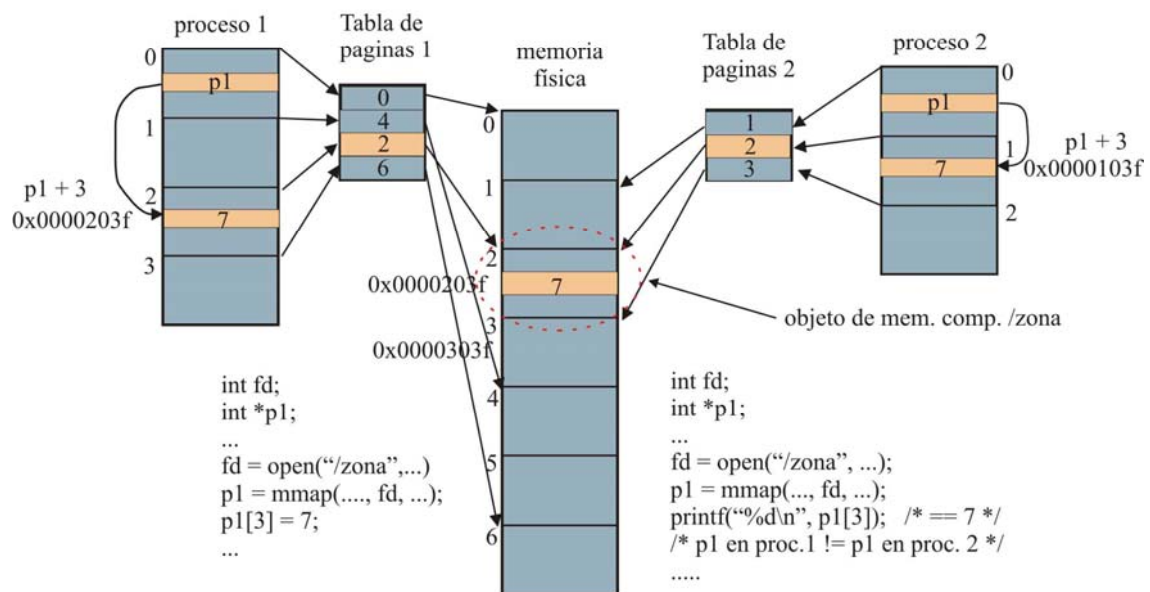 proceso 1
Tabla de
paginas 1
memoria
física
Tabla de
paginas 2
proceso 2
0
p1
1
2
7
3
p1 + 3
0x0000203f
0
4
2
6
0
1
2
7
3
4
5
6
0x0000203f
0x0000303f
1
2
3
0
p1
1
7
2
p1 + 3
0x0000103f
objeto de mem. comp. /zona
int fd;
int *p1;
...
fd = open(“/zona”,...)
p1 = mmap(...., fd, ...);
p1[3] = 7;
...
int fd;
int *p1;
...
fd = open(“/zona”, ...);
p1 = mmap(..., fd, ...);
printf(“%d\n”, p1[3]); /* == 7 */
/* p1 en proc.1 != p1 en proc. 2 */
.....